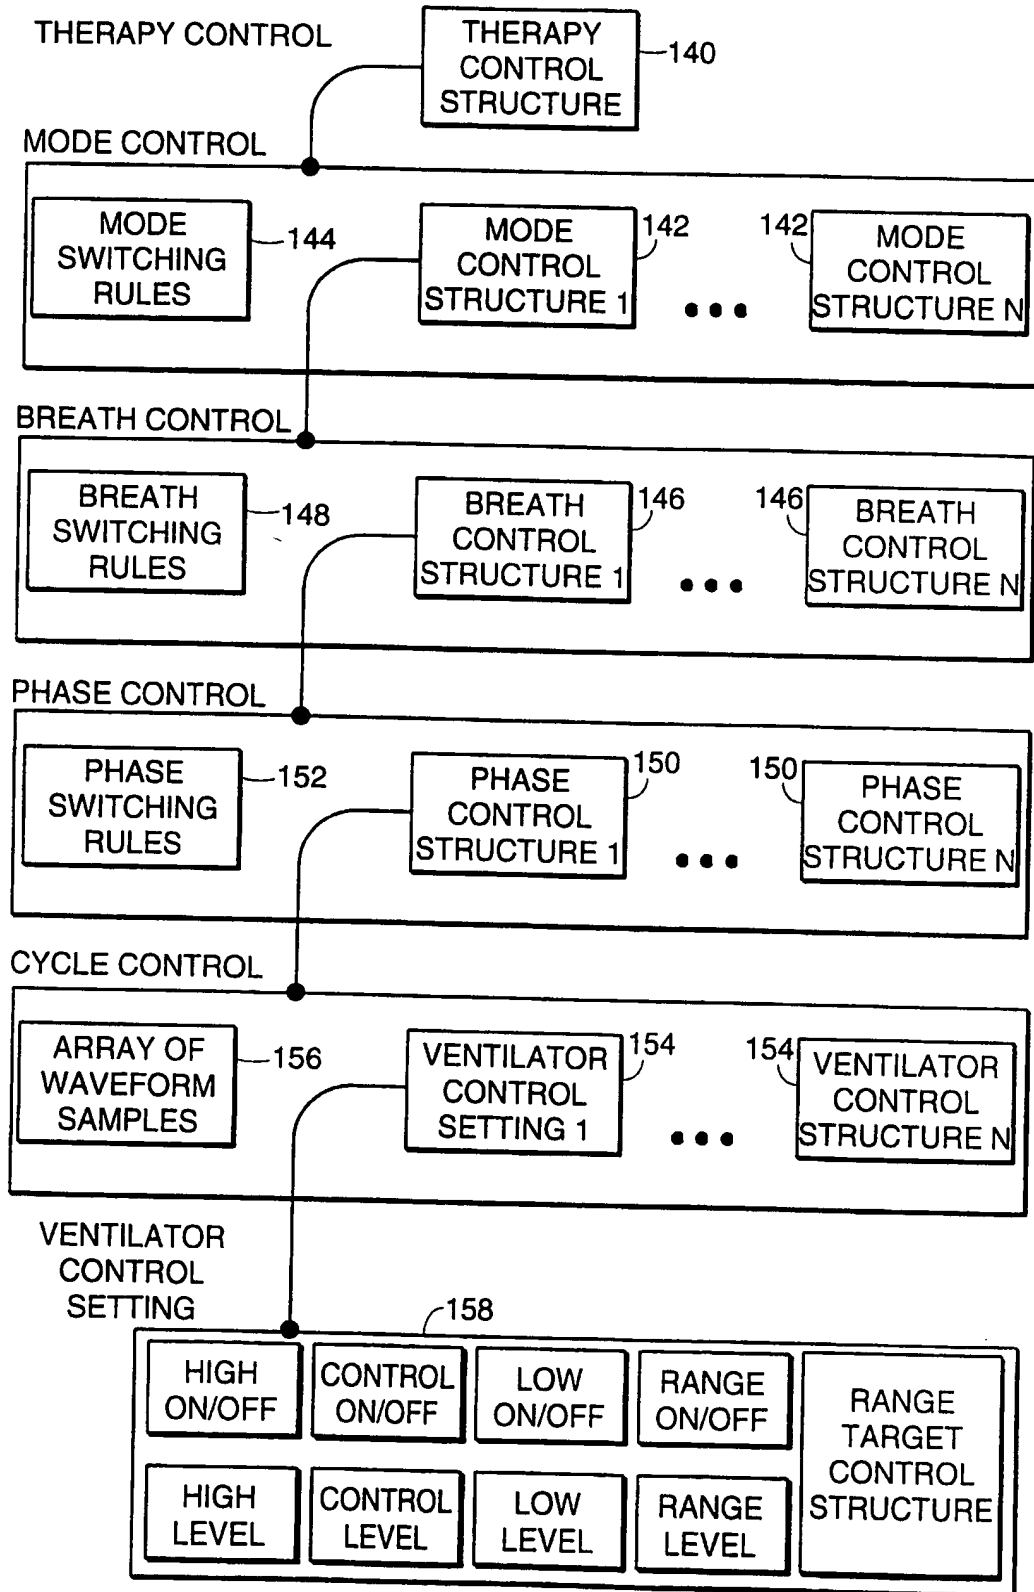 THERAPY CONTROL
THERAPY
CONTROL
STRUCTURE
140
MODE CONTROL
MODE
SWITCHING
RULES
144
MODE
CONTROL
STRUCTURE 1
142
142
MODE
CONTROL
STRUCTURE N
BREATH CONTROL
BREATH
SWITCHING
RULES
148
BREATH
CONTROL
STRUCTURE 1
146
146
BREATH
CONTROL
STRUCTURE N
PHASE CONTROL
PHASE
SWITCHING
RULES
152
PHASE
CONTROL
STRUCTURE 1
150
150
PHASE
CONTROL
STRUCTURE N
CYCLE CONTROL
ARRAY OF
WAVEFORM
SAMPLES
156
VENTILATOR
CONTROL
SETTING 1
154
154
VENTILATOR
CONTROL
STRUCTURE N
VENTILATOR
CONTROL
SETTING
158
HIGH
ON/OFF
CONTROL
ON/OFF
LOW
ON/OFF
RANGE
ON/OFF
RANGE
TARGET
CONTROL
STRUCTURE
HIGH
LEVEL
CONTROL
LEVEL
LOW
LEVEL
RANGE
LEVEL